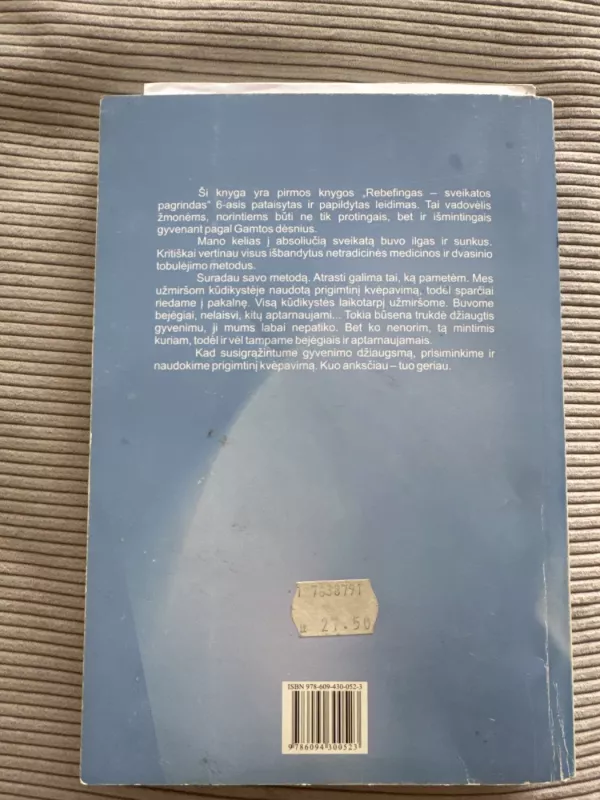 Ši knyga yra pirmos knygos „Rebefingas – sveikatos
pagrindas" 6-asis pataisytas ir papildytas leidimas. Tai vadovėlis
žmonėms, norintiems būti ne tik protingais, bet ir išmintingais
gyvenant pagal Gamtos dėsnius.
Mano kelias į absoliučią sveikatą buvo ilgas ir sunkus.
Kritiškai vertinau visus išbandytus netradicinės medicinos ir dvasinio
tobulėjimo metodus.
Suradau savo metodą. Atrasti galima tai, ką pametėm. Mes
užmiršom kūdikystėje naudotą prigimtinį kvėpavimą, todėl sparčiai
riedame į pakalnę. Visą kūdikystės laikotarpį užmiršome. Buvome
bejėgiai, nelaisvi, kitų aptarnaujami... Tokia būsena trukdė džiaugtis
gyvenimu, ji mums labai nepatiko. Bet ko nenorim, tą mintimis
kuriam, todėl ir vėl tampame bejėgiais ir aptarnaujamais.
Kad susigrąžintume gyvenimo džiaugsmą, prisiminkime ir
naudokime prigimtinį kvėpavimą. Kuo anksčiau – tuo geriau.
7638791
27.50
ISBN 978-609-430-052-3
9 786094 300523